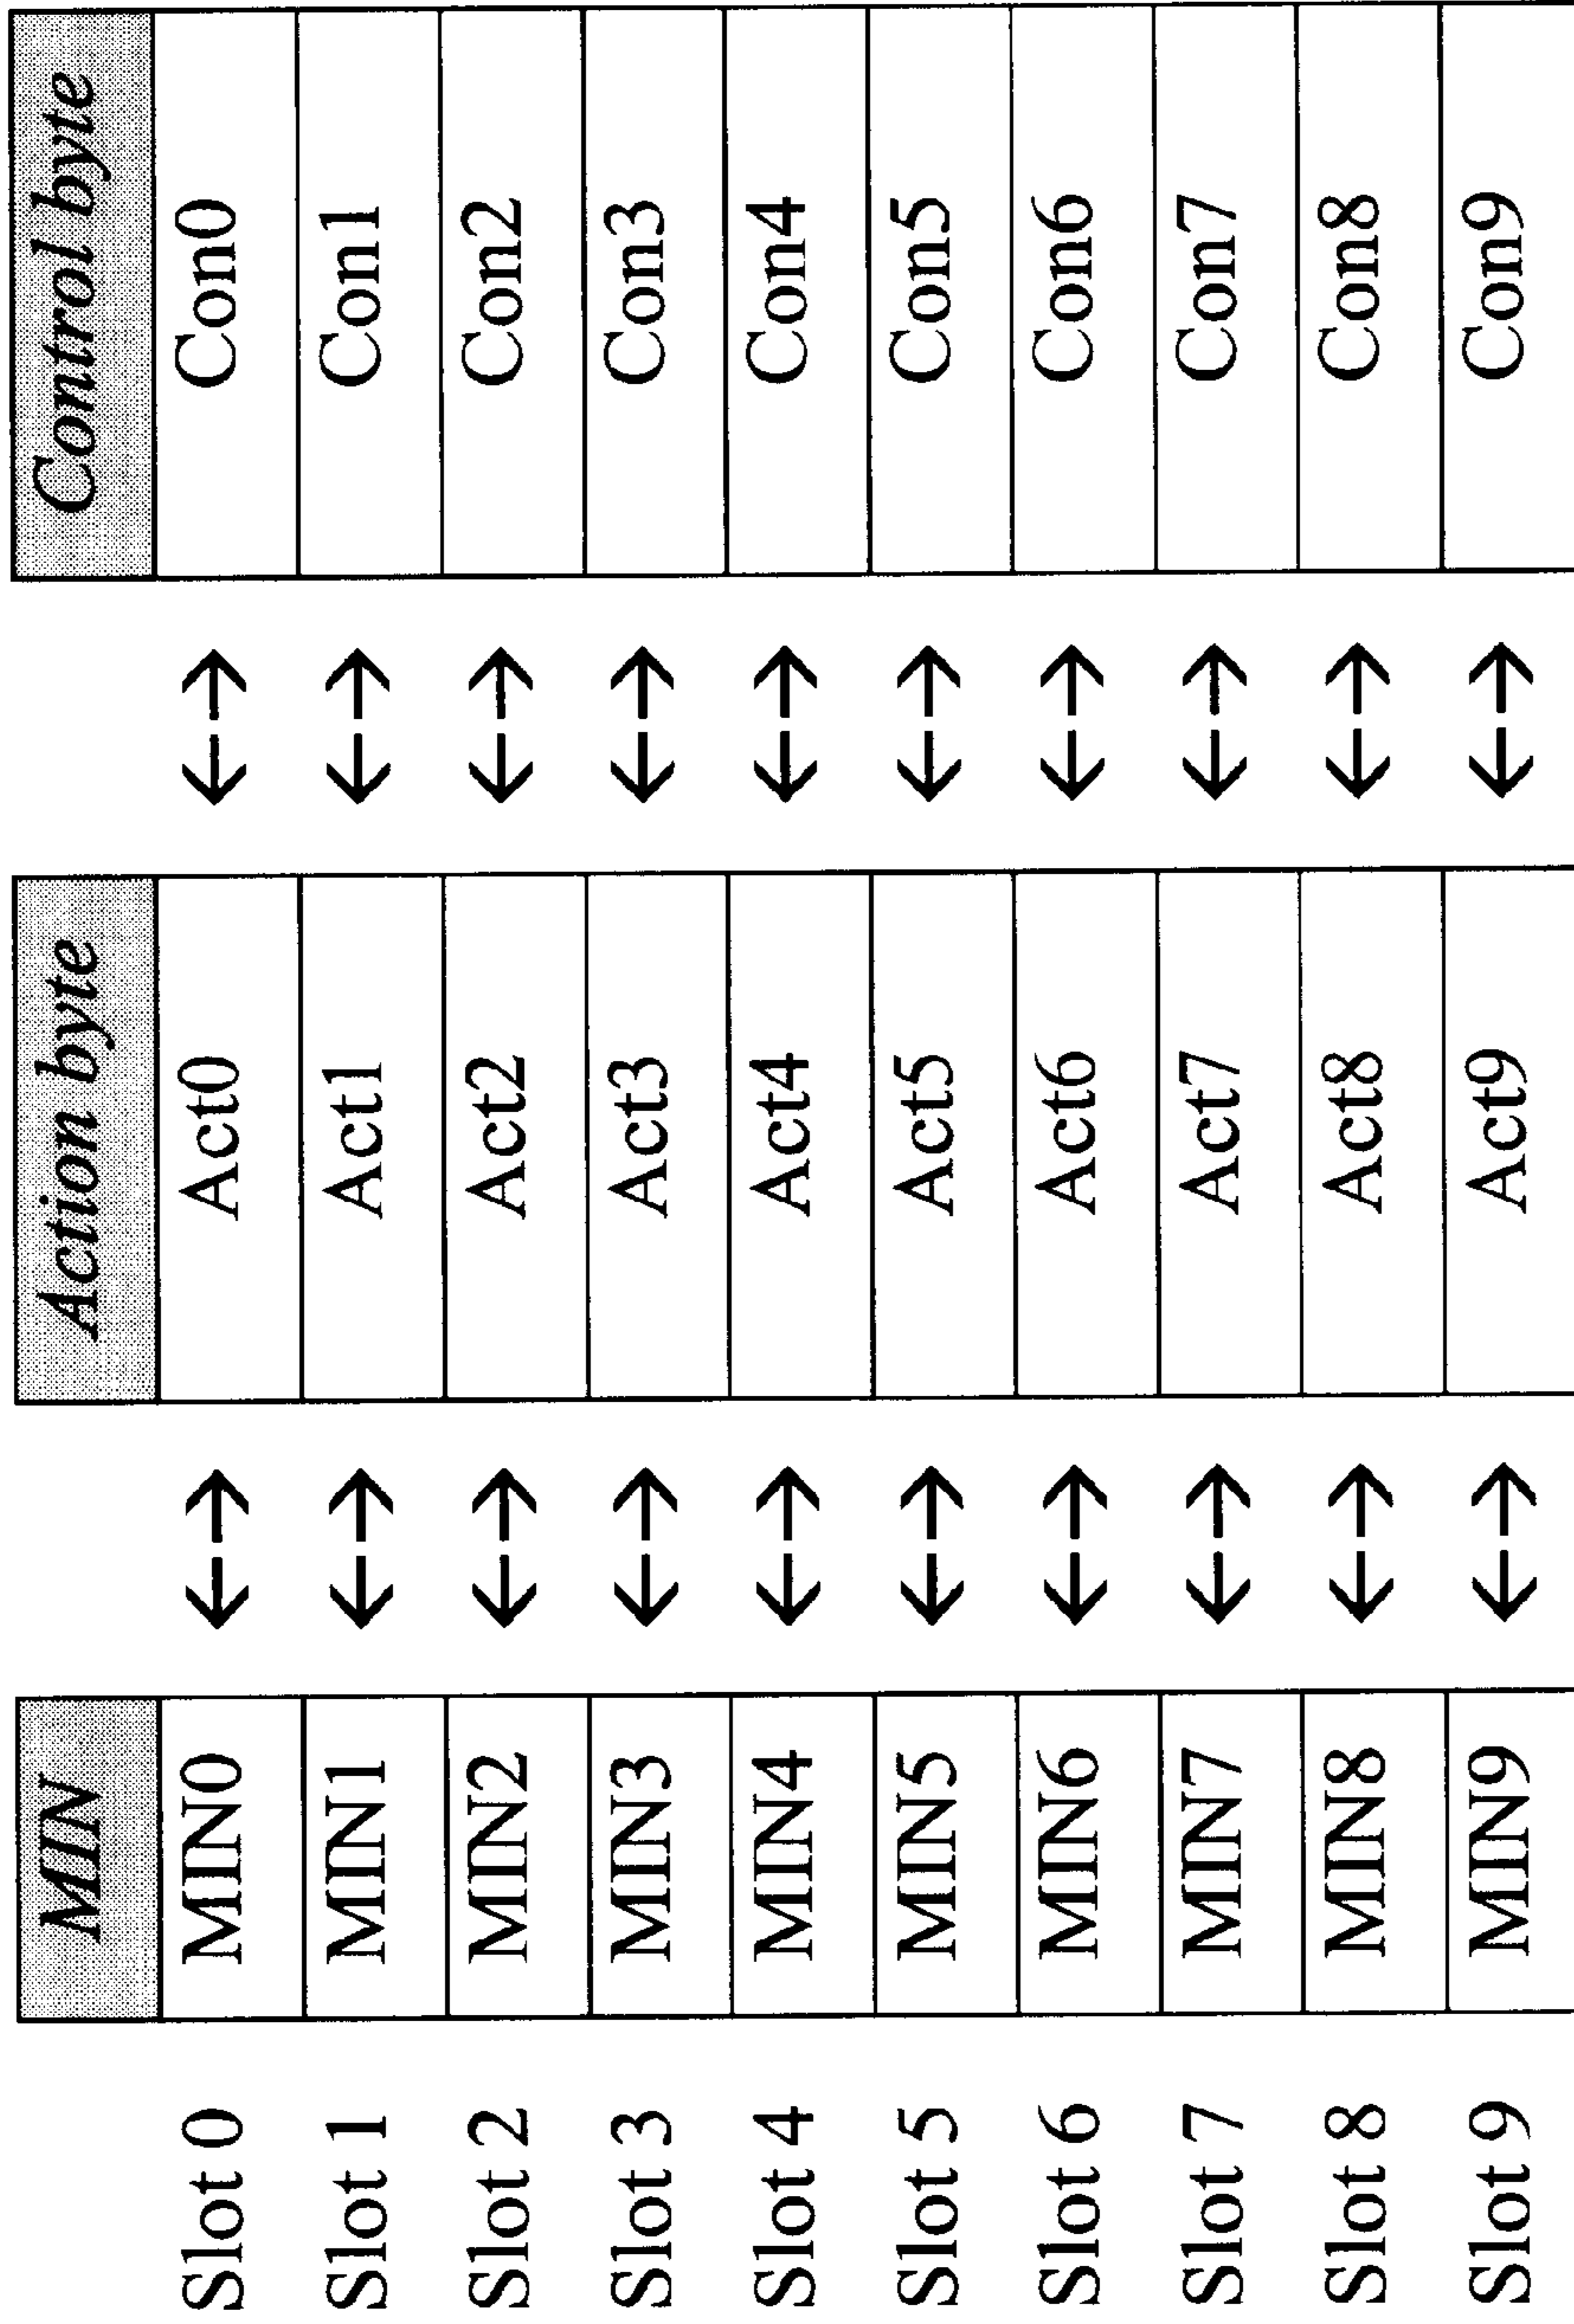 MIN Action byte Control byte
Slot 0 MIN0 Act0 Con0
Slot 1 MIN1 Act1 Con1
Slot 2 MIN2 Act2 Con2
Slot 3 MIN3 Act3 Con3
Slot 4 MIN4 Act4 Con4
Slot 5 MIN5 Act5 Con5
Slot 6 MIN6 Act6 Con6
Slot 7 MIN7 Act7 Con7
Slot 8 MIN8 Act8 Con8
Slot 9 MIN9 Act9 Con9